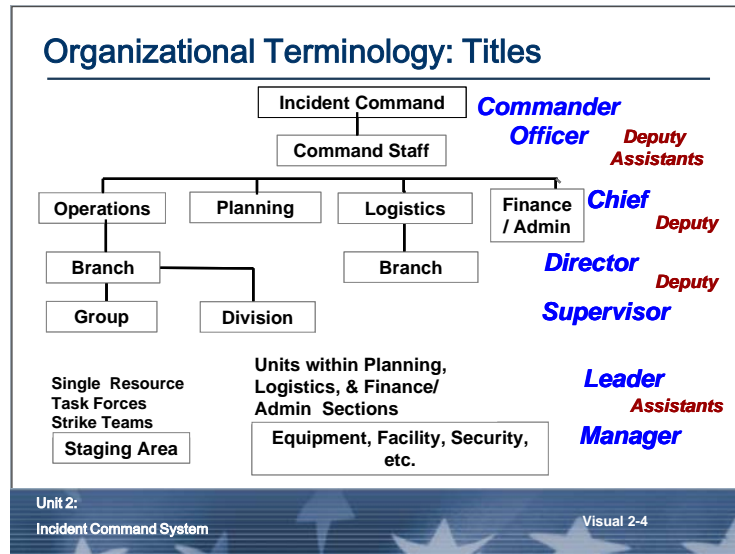 Organizational Terminology: Titles
Incident Command
Commander
Officer
Deputy
Assistants
Command Staff
Operations
Planning
Logistics
Finance
/ Admin
Chief
Deputy
Branch
Branch
Director
Deputy
Group
Division
Supervisor
Single Resource
Task Forces
Strike Teams
Staging Area
Units within Planning,
Logistics, & Finance/
Admin Sections
Equipment, Facility, Security,
etc.
Leader
Assistants
Manager
Unit 2:
Incident Command System
Visual 2-4